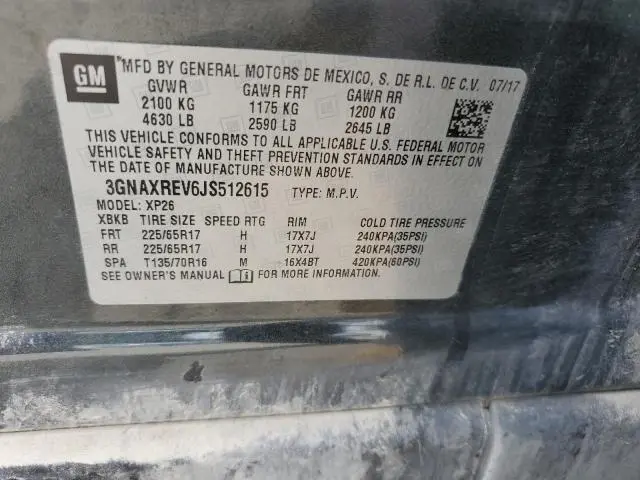 GM
*MFD BY GENERAL MOTORS DE MEXICO, S. DE R.L. DE C.V. 07/17
GVWR GAWR FRT GAWR RR
2100 KG 1175 KG 1200 KG
4630 LB 2590 LB 2645 LB
THIS VEHICLE CONFORMS TO ALL APPLICABLE U.S. FEDERAL MOTOR
VEHICLE SAFETY AND THEFT PREVENTION STANDARDS IN EFFECT ON
THE DATE OF MANUFACTURE SHOWN ABOVE.
3GNAXREV6JS512615 TYPE: M.P.V.
MODEL: XP26
XBKB TIRE SIZE SPEED RTG RIM COLD TIRE PRESSURE
FRT 225/65R17 H 17X7J 240KPA(35PSI)
RR 225/65R17 H 17X7J 240KPA(35PSI)
SPA T135/70R16 M 16X4BT 420KPA(60PSI)
SEE OWNER'S MANUAL FOR MORE INFORMATION